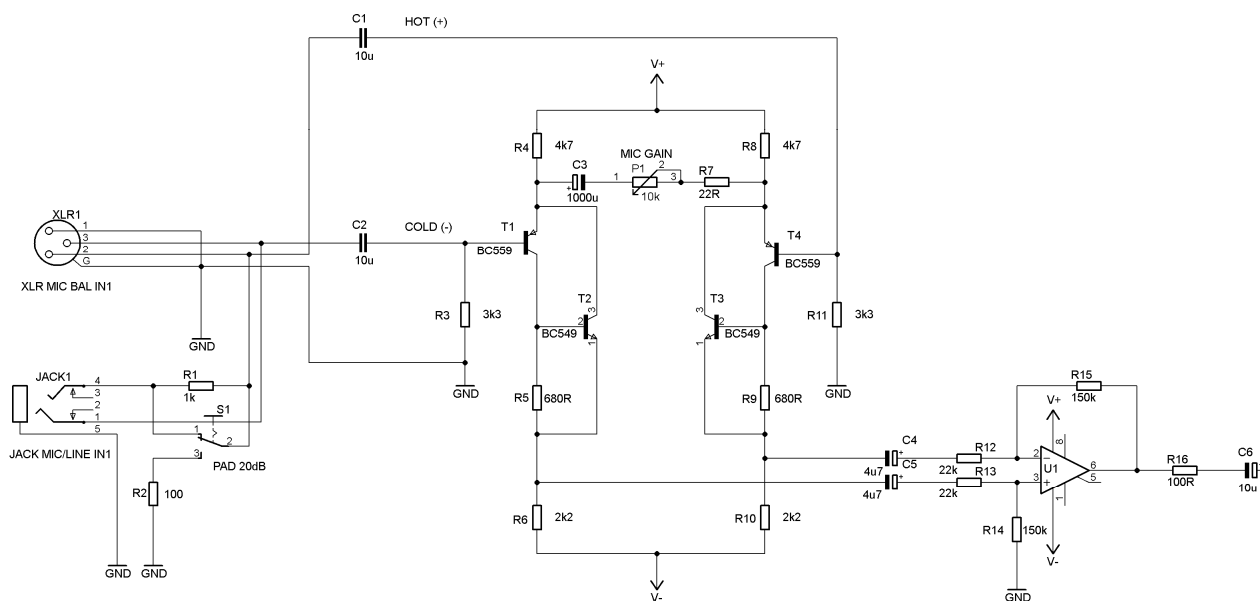 C1
HOT (+)
10u
V+
R4
4k7
R8
4k7
MIC GAIN
C3
P1
2
R7
1
3
+
1000u
10k
22R
XLR1
1
3
2
G
C2
COLD (-)
10u
T1
BC559
T4
BC559
XLR MIC BAL IN1
R3
3k3
T2
3
2
1
BC549
T3
3
2
1
BC549
R11
3k3
GND
GND
GND
JACK1
4
3
2
1
5
R1
1k
S1
1
2
3
PAD 20dB
JACK MIC/LINE IN1
R5
680R
R9
680R
R15
150k
V+
C4
+
4u7
C5
+
4u7
R12
22k
R13
22k
2
−
3
+
U1
8
6
5
1
R16
100R
C6
10u
R2
100
R6
2k2
R10
2k2
R14
150k
V-
GND
GND
V-
GND